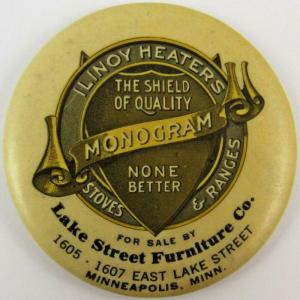 ILINOY HEATERS
THE SHIELD
OF QUALITY
MONOGRAM
NONE
BETTER
STOVES & RANGES
FOR SALE BY
Lake Street Furniture Co.
1605 - 1607 EAST LAKE STREET
MINNEAPOLIS, MINN.